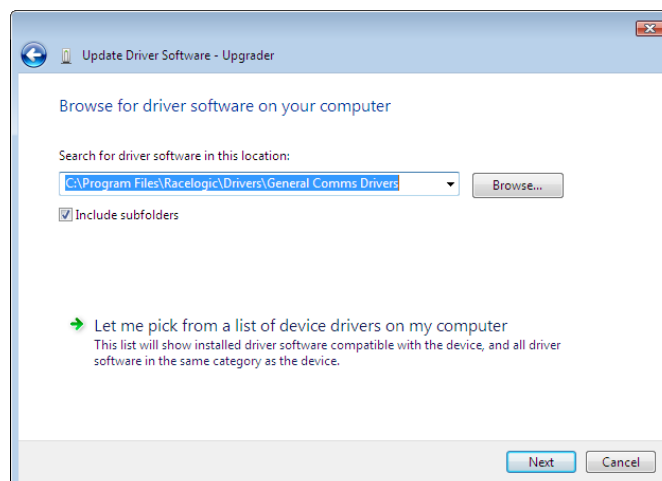 Update Driver Software - Upgrader
Browse for driver software on your computer
Search for driver software in this location:
C:\Program Files\Racelogic\Drivers\General Comms Drivers
Browse...
Include subfolders
Let me pick from a list of device drivers on my computer
This list will show installed driver software compatible with the device, and all driver
software in the same category as the device.
Next
Cancel